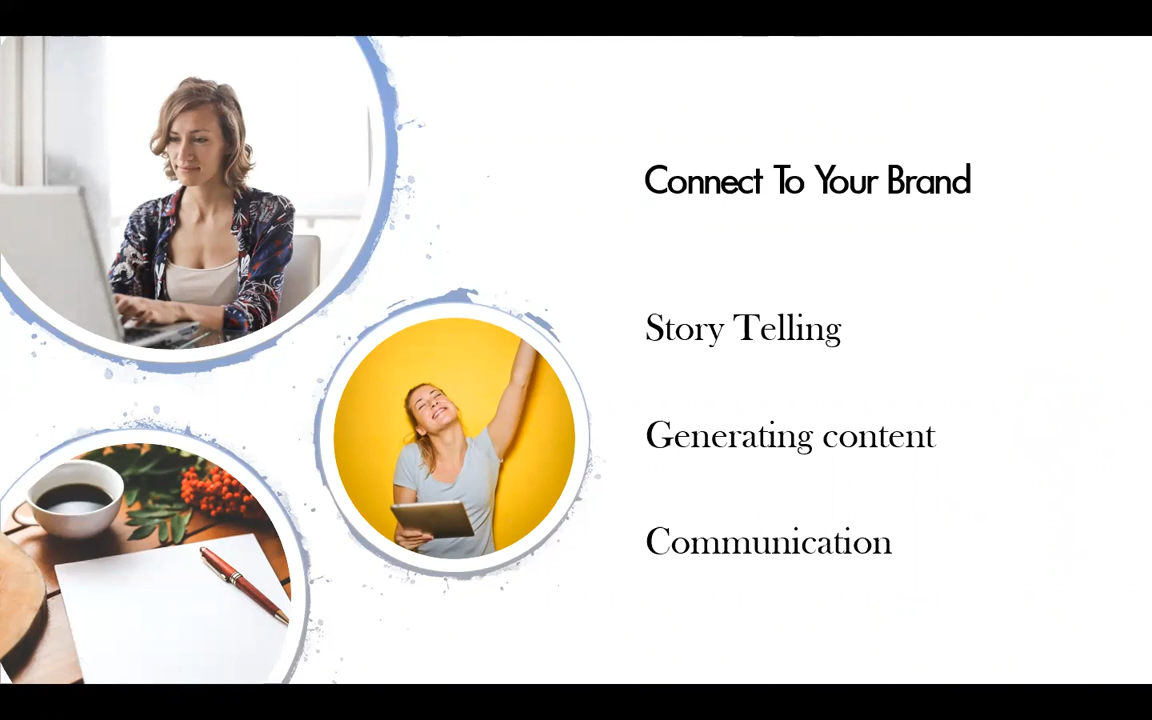 Connect To Your Brand
Story Telling
Generating content
Communication